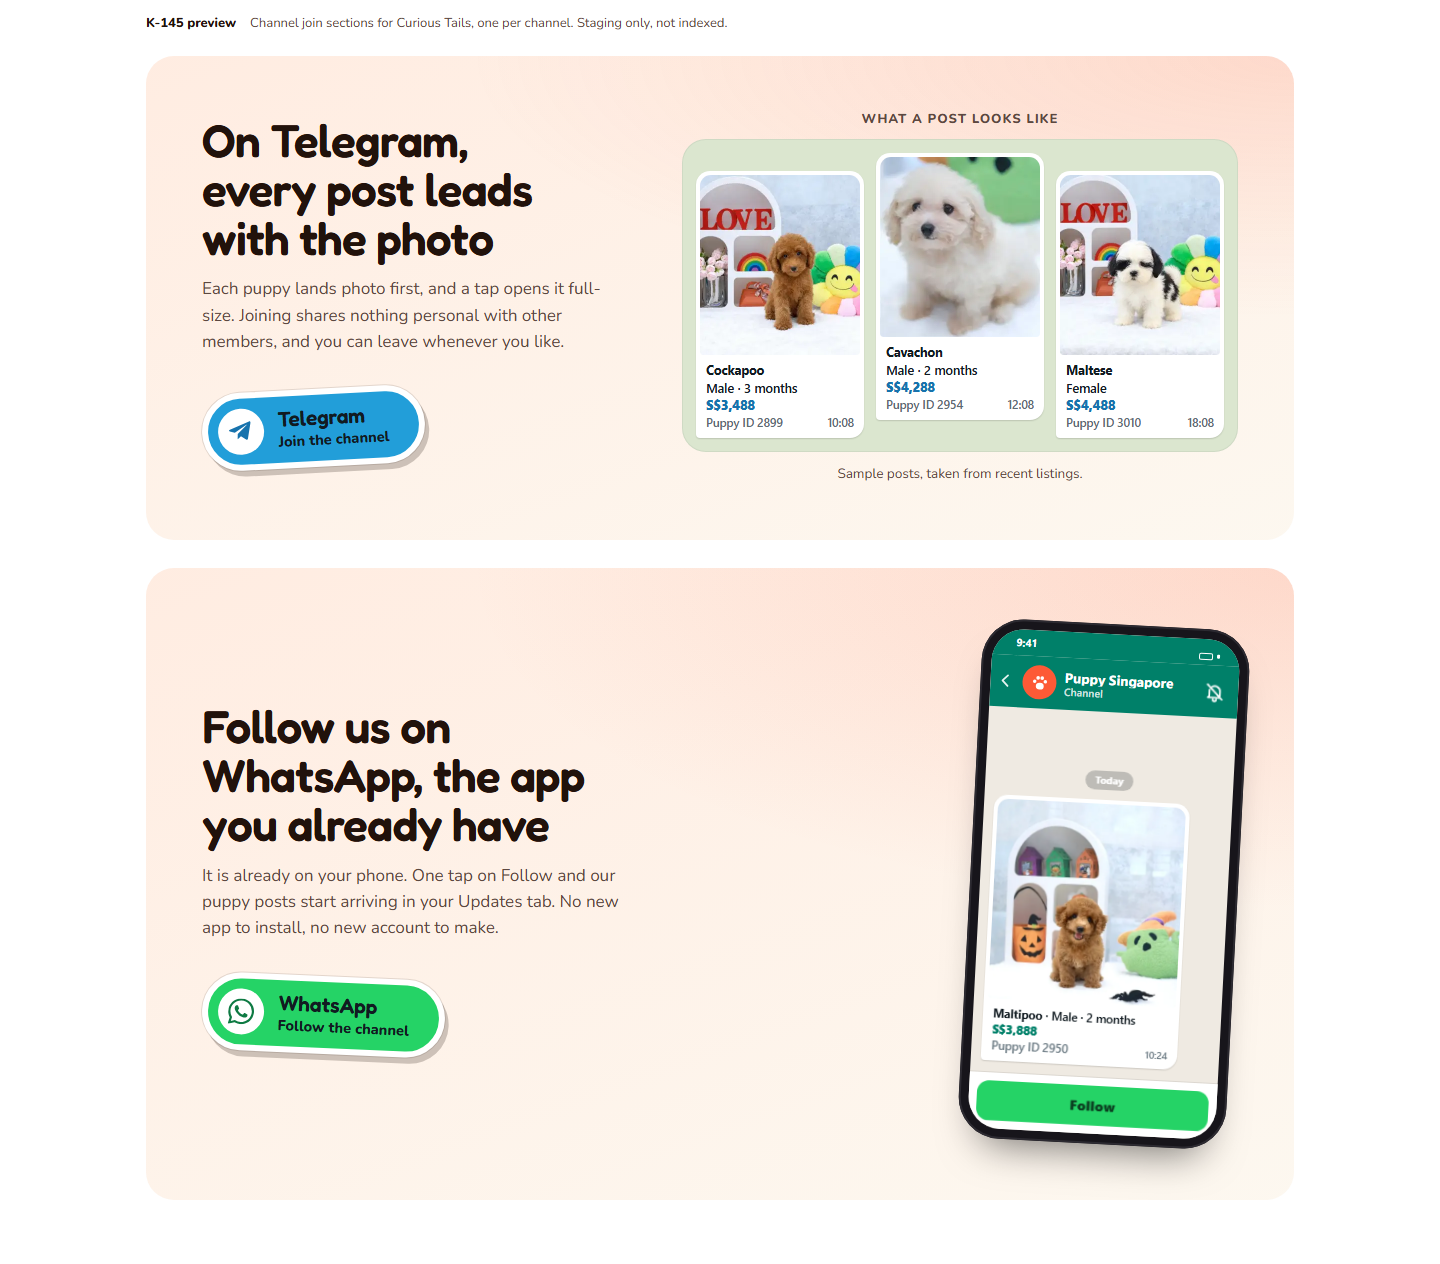 K-145 preview Channel join sections for Curious Tails, one per channel. Staging only, not indexed.
On Telegram,
every post leads
with the photo
Each puppy lands photo first, and a tap opens it full-
size. Joining shares nothing personal with other
members, and you can leave whenever you like.
Telegram
Join the channel
WHAT A POST LOOKS LIKE
LOVE
Cockapoo
Male · 3 months
S$3,488
Puppy ID 2899 10:08
Cavachon
Male · 2 months
S$4,288
Puppy ID 2954 12:08
LOVE
Maltese
Female
S$4,488
Puppy ID 3010 18:08
Sample posts, taken from recent listings.
Follow us on
WhatsApp, the app
you already have
It is already on your phone. One tap on Follow and our
puppy posts start arriving in your Updates tab. No new
app to install, no new account to make.
WhatsApp
Follow the channel
9:41
Puppy Singapore
Channel
Today
Maltipoo · Male · 2 months
S$3,888
Puppy ID 2950 10:24
Follow